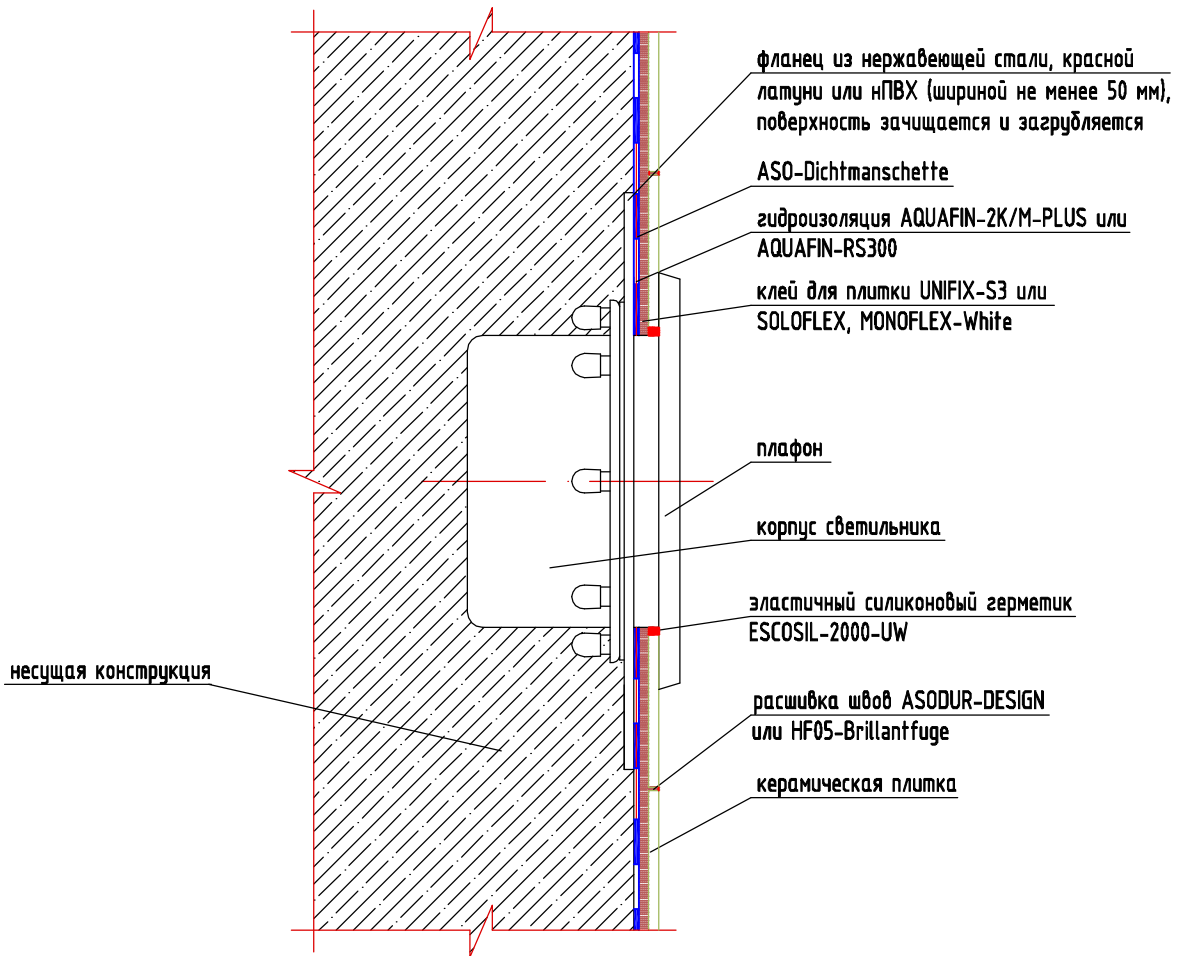 фланец из нержавеющей стали, красной
латуни или нПВХ (шириной не менее 50 мм),
поверхность зачищается и загрубляется
ASO-Dichtmanschette
гидроизоляция AQUAFIN-2K/M-PLUS или
AQUAFIN-RS300
клей для плитки UNIFIX-S3 или
SOLOFLEX, MONOFLEX-White
плафон
корпус светильника
эластичный силиконовый герметик
ESCOSIL-2000-UW
несущая конструкция
расшивка швов ASODUR-DESIGN
или HF05-Brillantfuge
керамическая плитка